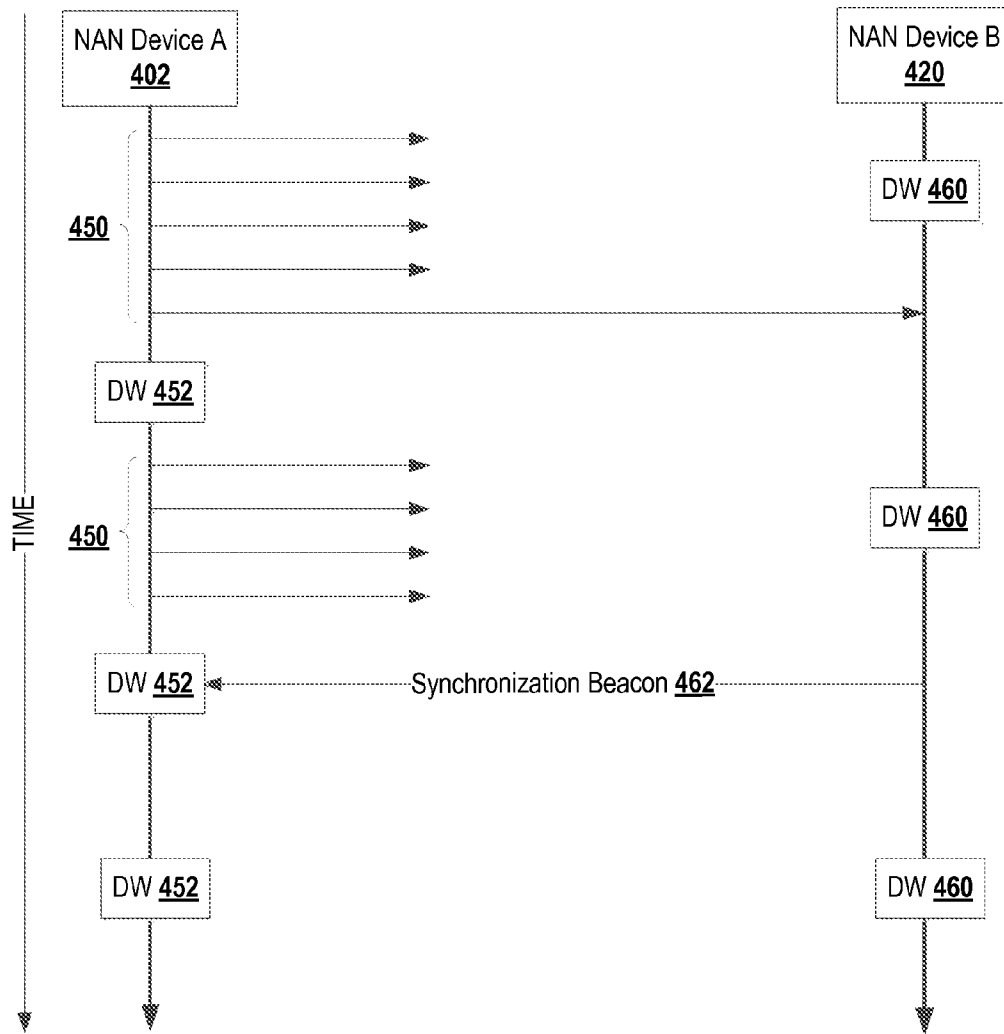 NAN Device A
402
NAN Device B
420
DW 460
450
DW 452
TIME
450
DW 460
DW 452
Synchronization Beacon 462
DW 452
DW 460